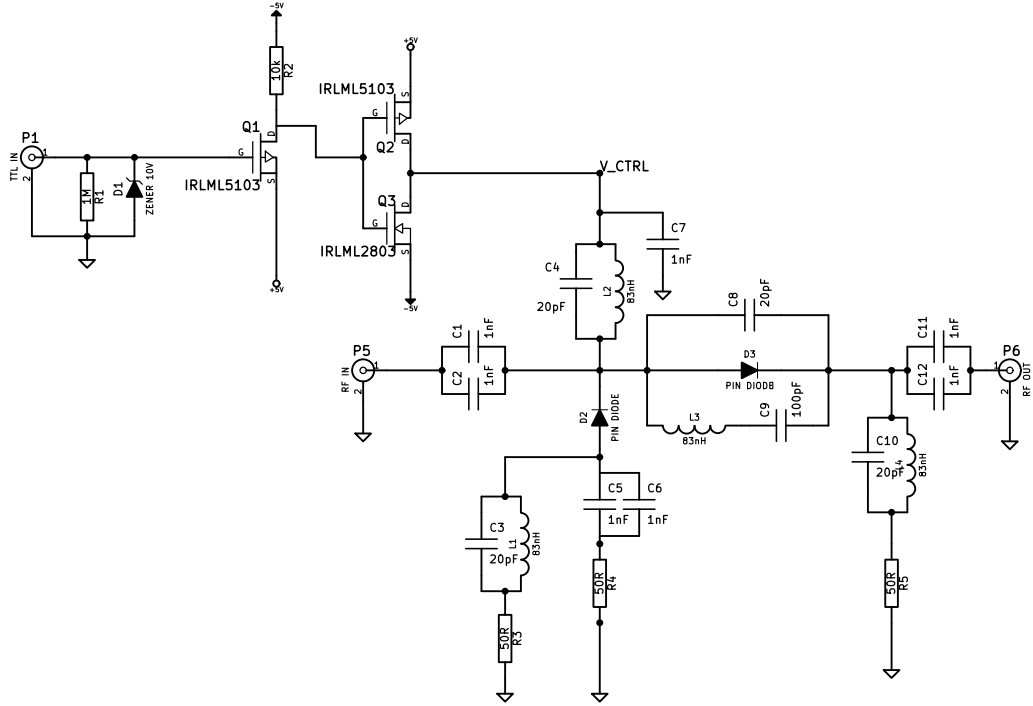 -5V
10k
R2
+5V
IRLML5103
S
G
D
Q2
P1
1
TTL IN
2
1M
R1
D1
ZENER 10V
Q1
D
G
S
IRLML5103
+5V
V_CTRL
Q3
D
G
S
IRLML2803
-5V
C7
1nF
C4
20pF
L2
83nH
C8
20pF
P5
1
RF IN
2
C1
1nF
C2
1nF
D3
PIN DIODB
D2
PIN DIODE
L3
83nH
C9
100pF
C11
1nF
C12
1nF
P6
1
2
RF OUT
C10
20pF
L4
83nH
C5
1nF
C6
1nF
C3
20pF
L1
83nH
50R
R4
50R
R5
50R
R3